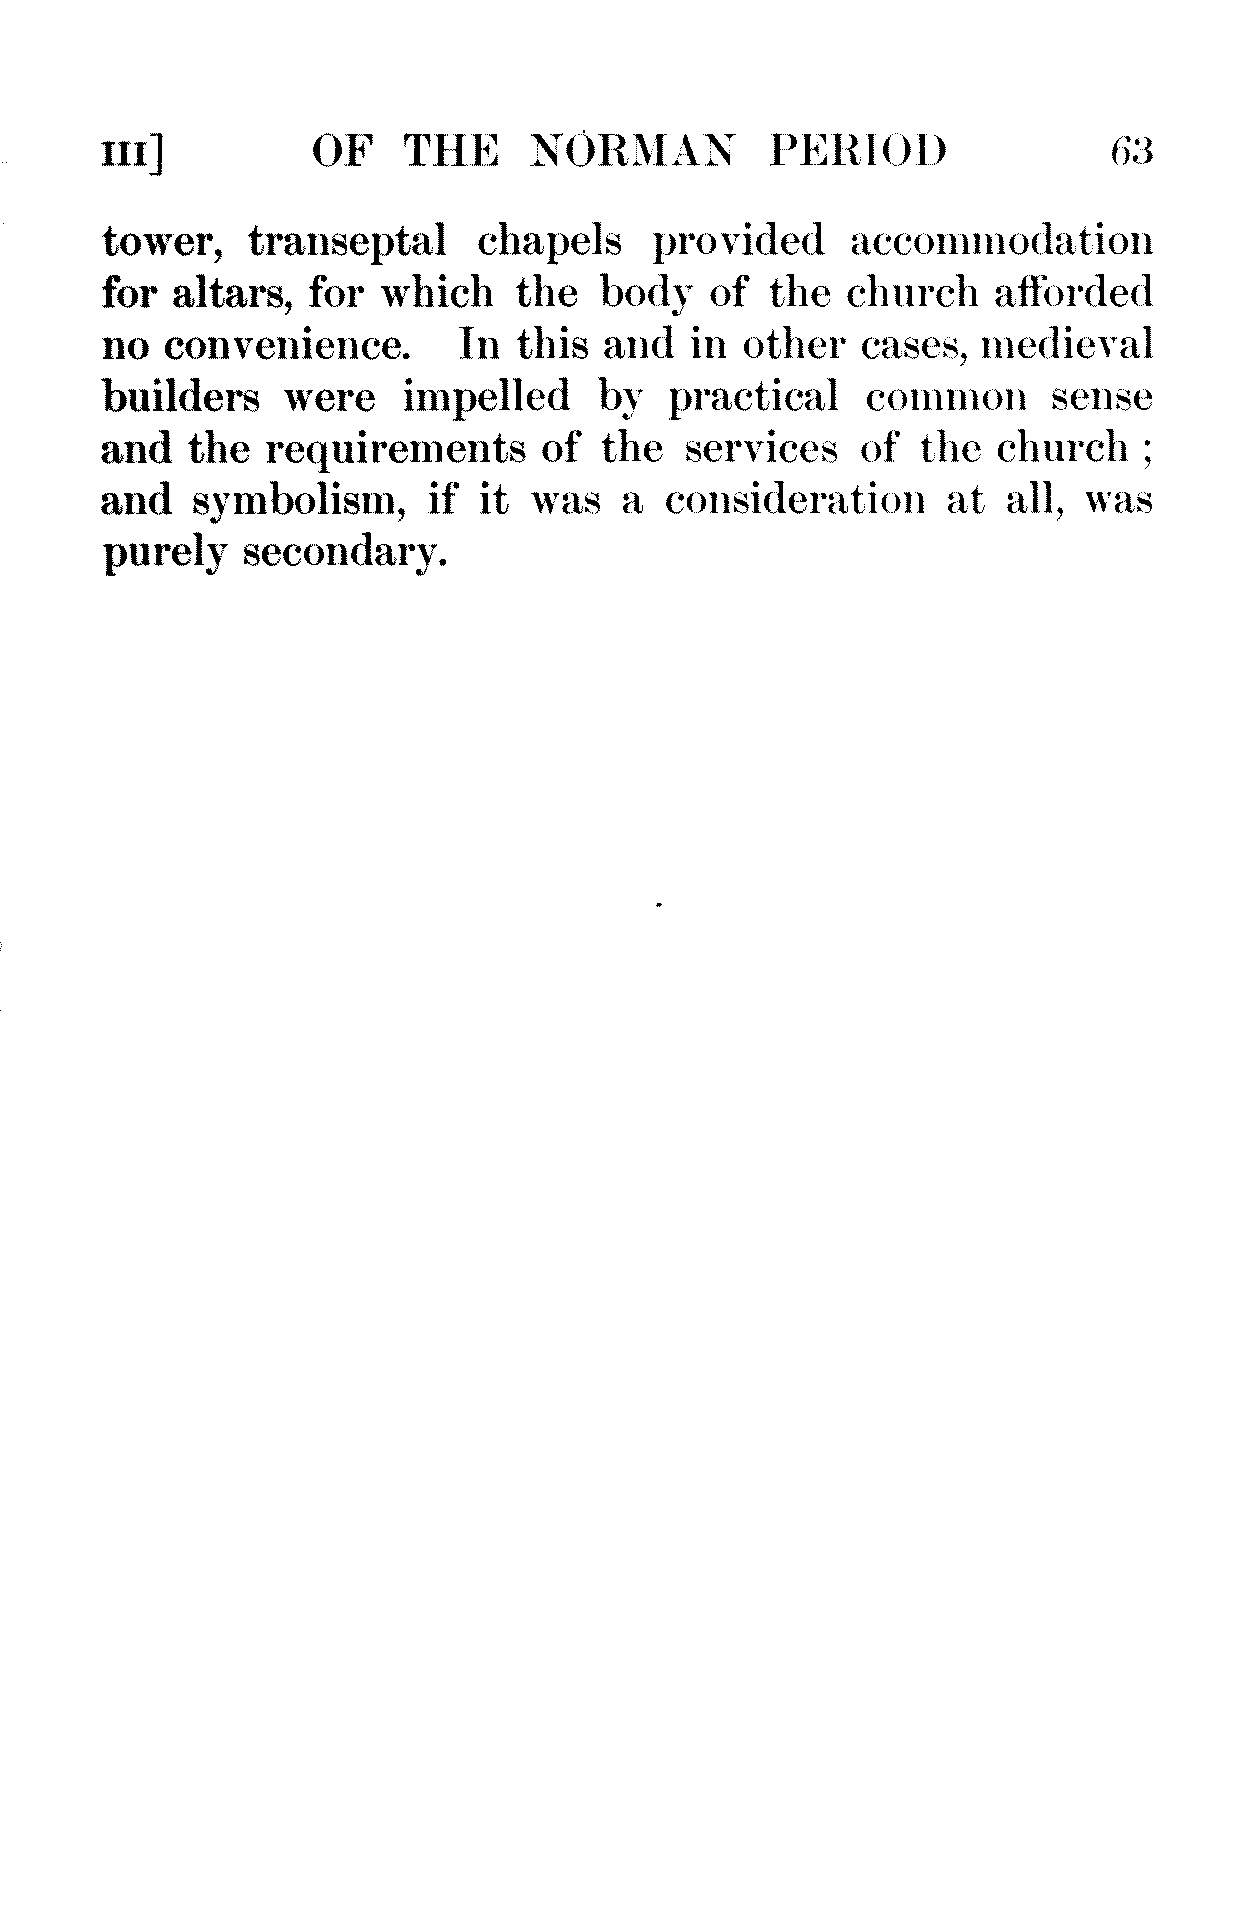 III] OF THE NORMAN PERIOD 63
tower, transeptal chapels provided accommodation
for altars, for which the body of the church afforded
no convenience. In this and in other cases, medieval
builders were impelled by practical common sense
and the requirements of the services of the church ;
and symbolism, if it was a consideration at all, was
purely secondary.